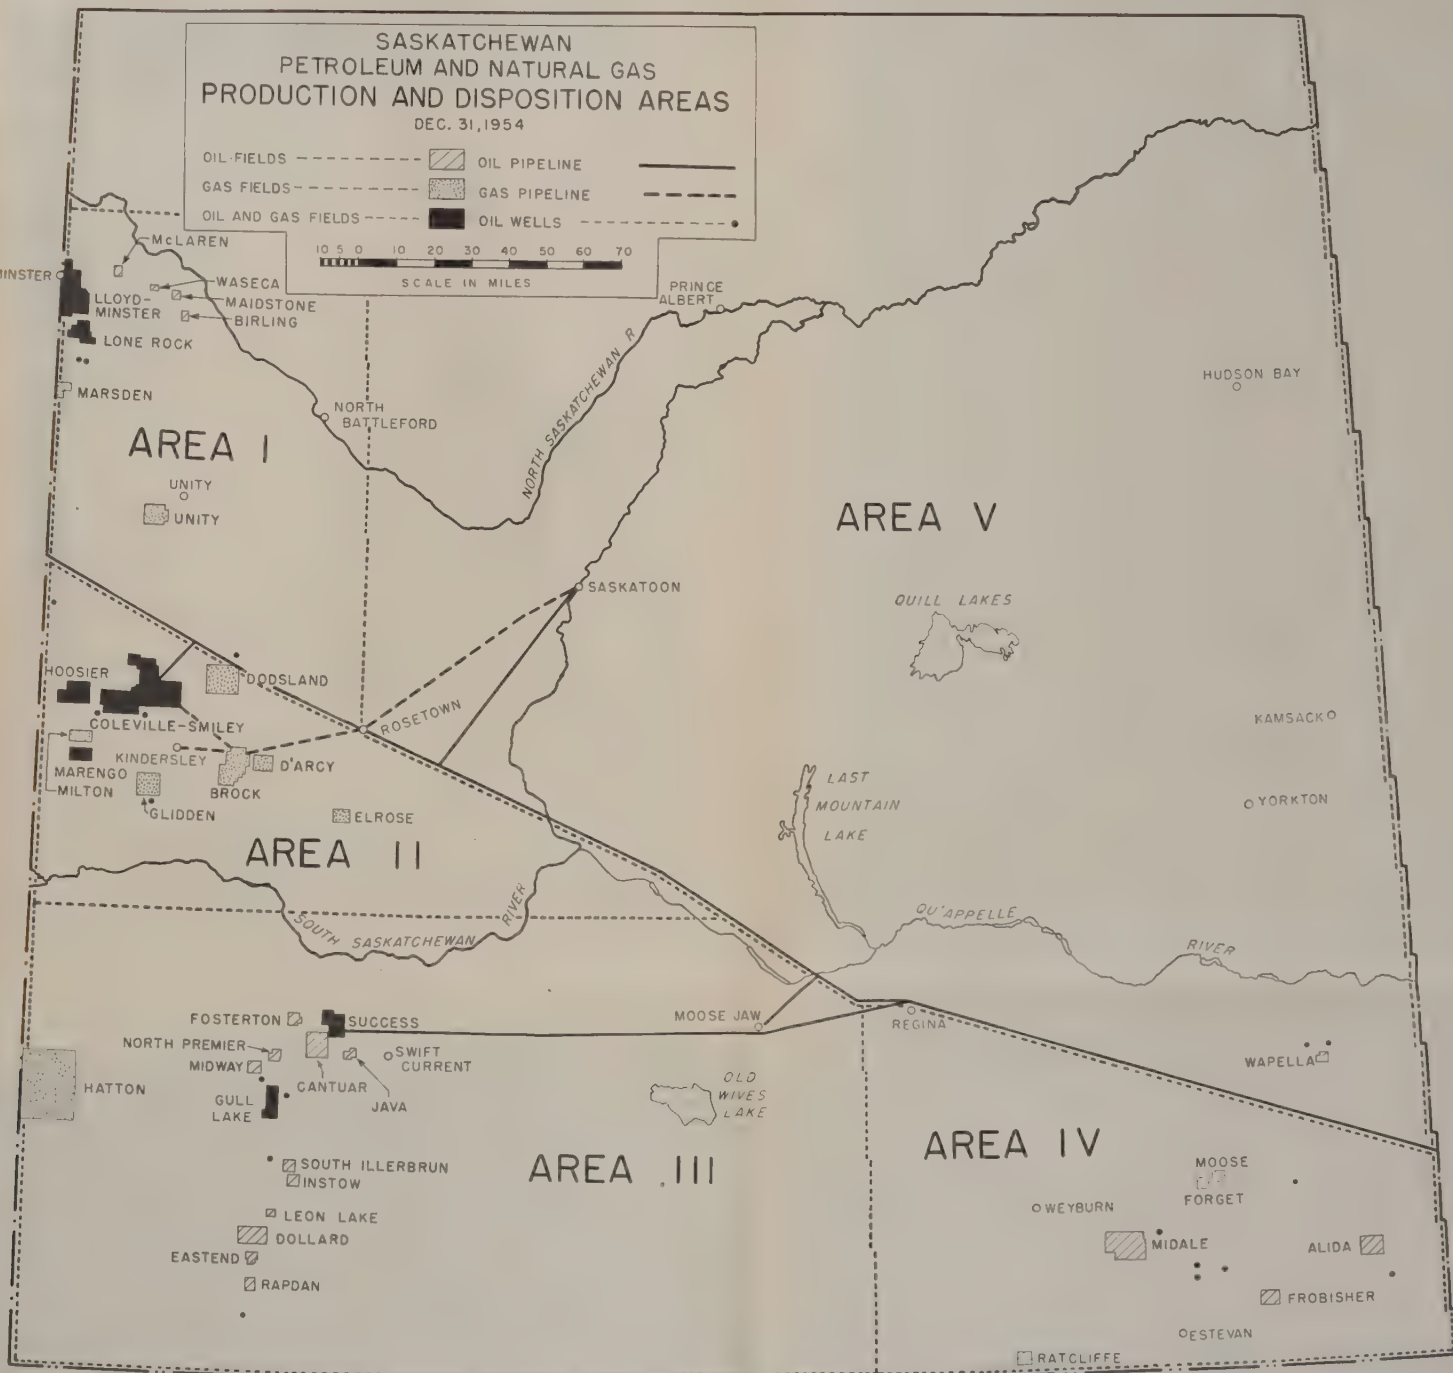 SASKATCHEWAN
PETROLEUM AND NATURAL GAS
PRODUCTION AND DISPOSITION AREAS
DEC. 31, 1954
OIL FIELDS
OIL PIPELINE
GAS FIELDS
GAS PIPELINE
OIL AND GAS FIELDS
OIL WELLS
10 5 0 10 20 30 40 50 60 70
SCALE IN MILES
McLAREN
MINSTER
WASECA
LLOYD-
MINSTER
MAIDSTONE
BIRLING
LONE ROCK
MARSDEN
PRINCE
ALBERT
NORTH SASKATCHEWAN R
HUDSON BAY
NORTH
BATTLEFORD
AREA I
UNITY
UNITY
AREA V
SASKATOON
QUILL LAKES
HOOSIER
DODSLAND
COLEVILLE-SMILEY
ROSETOWN
KAMSACK
KINDERSLEY
MARENGO
MILTON
D'ARCY
BROCK
GLIDDEN
ELROSE
LAST
MOUNTAIN
LAKE
YORKTON
AREA II
SOUTH SASKATCHEWAN
RIVER
QU'APPELLE
RIVER
FOSTERTON
SUCCESS
MOOSE JAW
REGINA
NORTH PREMIER
MIDWAY
SWIFT
CURRENT
WAPELLA
HATTON
CANTUAR
JAVA
GULL
LAKE
OLD
WIVES
LAKE
AREA IV
SOUTH ILLERBRUN
INSTOW
AREA .III
MOOSE
FORGET
WEYBURN
LEON LAKE
DOLLARD
EASTEND
RAPDAN
MIDALE
ALIDA
FROBISHER
ESTEVAN
RATCLIFFE